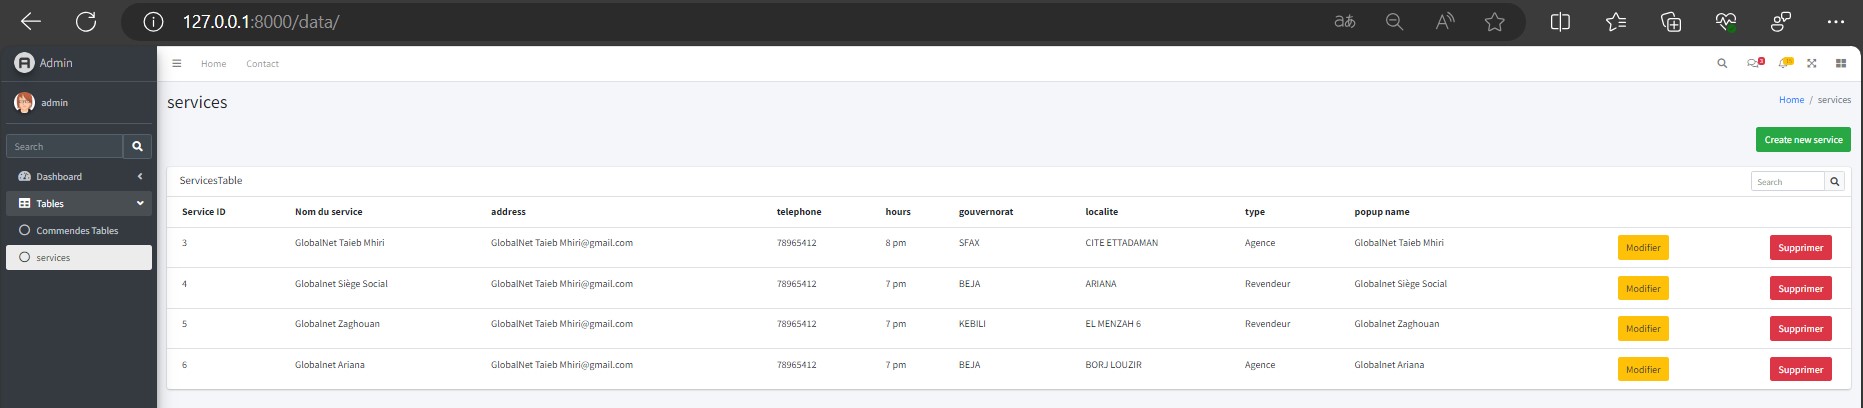 127.0.0.1:8000/data/
Admin
Home Contact
admin
services
Home / services
Search
Create new service
Dashboard
Tables
Commendes Tables
services
ServicesTable
Search
Service ID Nom du service address telephone hours gouvernorat localite type popup name
3 GlobalNet Taieb Mhiri GlobalNet Taieb Mhiri@gmail.com 78965412 8 pm SFAX CITE ETTADAMAN Agence GlobalNet Taieb Mhiri Modifier Supprimer
4 Globalnet Siège Social GlobalNet Taieb Mhiri@gmail.com 78965412 7 pm BEJA ARIANA Revendeur Globalnet Siège Social Modifier Supprimer
5 Globalnet Zaghouan GlobalNet Taieb Mhiri@gmail.com 78965412 7 pm KEBILI EL MENZAH 6 Revendeur Globalnet Zaghouan Modifier Supprimer
6 Globalnet Ariana GlobalNet Taieb Mhiri@gmail.com 78965412 7 pm BEJA BORJ LOUZIR Agence Globalnet Ariana Modifier Supprimer